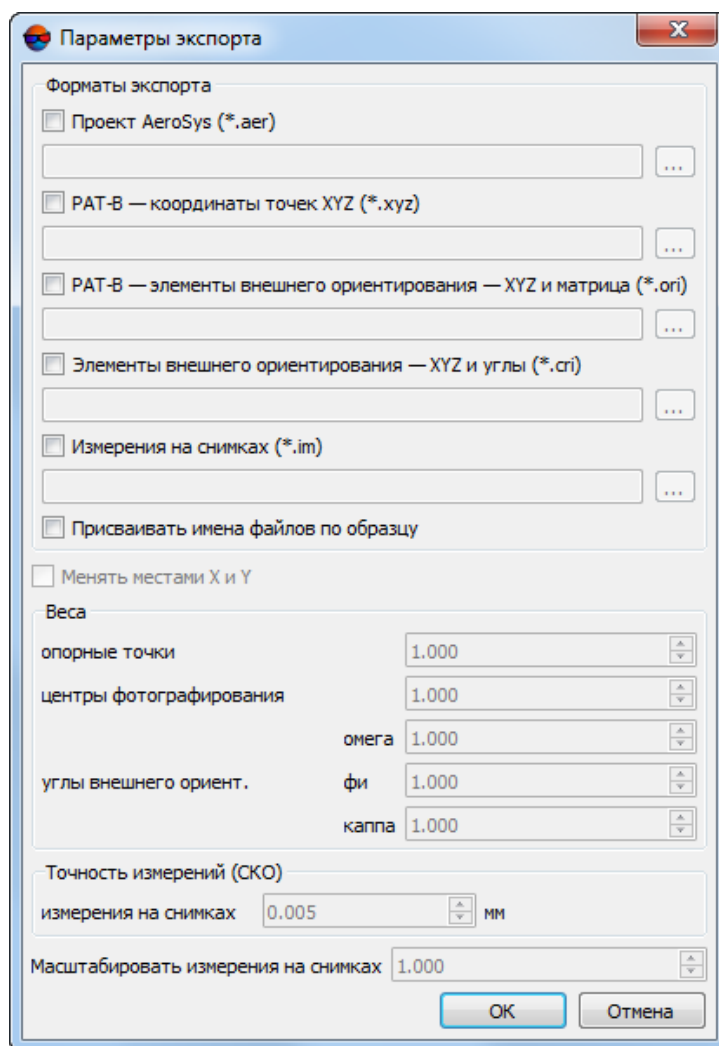 Параметры экспорта
Форматы экспорта
Проект AeroSys (*.aer)
...
PAT-B — координаты точек XYZ (*.xyz)
...
PAT-B — элементы внешнего ориентирования — XYZ и матрица (*.ori)
...
Элементы внешнего ориентирования — XYZ и углы (*.cri)
...
Измерения на снимках (*.im)
...
Присваивать имена файлов по образцу
Менять местами X и Y
Веса
опорные точки 1.000
центры фотографирования 1.000
омега 1.000
углы внешнего ориент. фи 1.000
каппа 1.000
Точность измерений (СКО)
измерения на снимках 0.005 мм
Масштабировать измерения на снимках 1.000
ОК Отмена